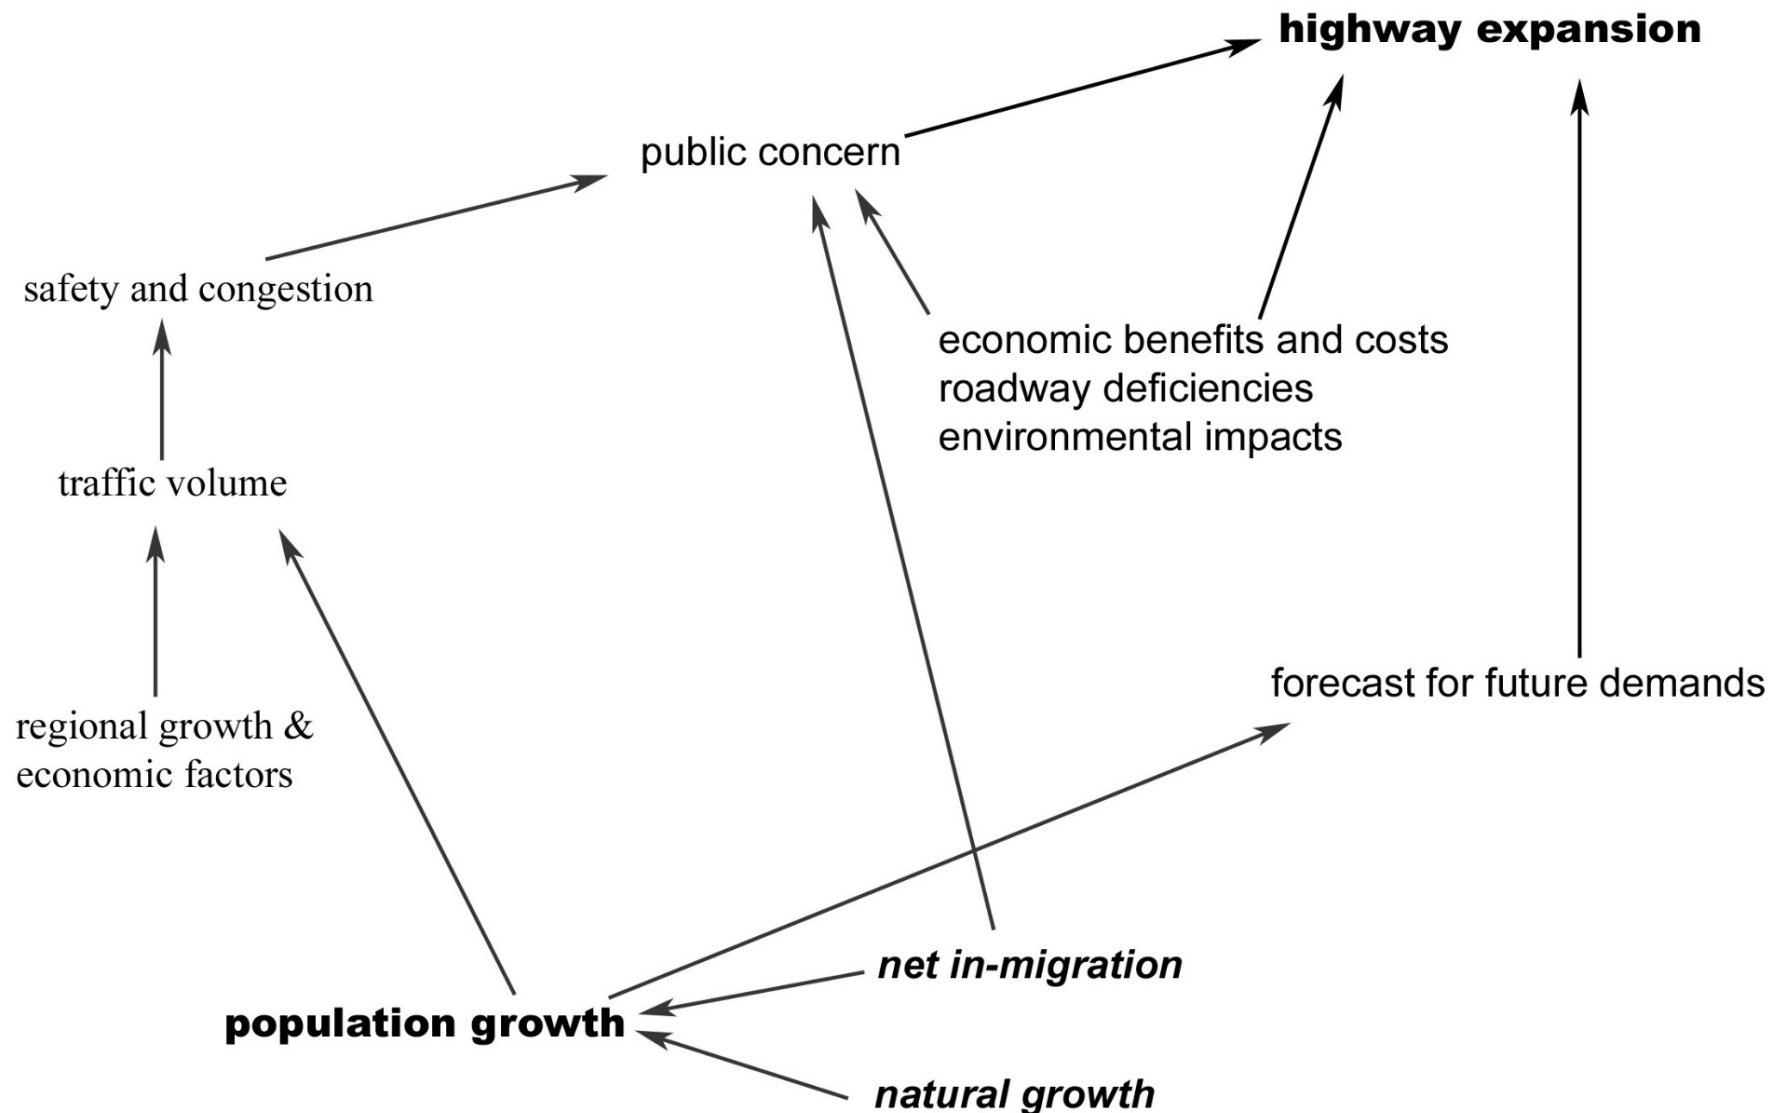 highway expansion
public concern
safety and congestion
economic benefits and costs
roadway deficiencies
environmental impacts
traffic volume
forecast for future demands
regional growth &
economic factors
net in-migration
population growth
natural growth